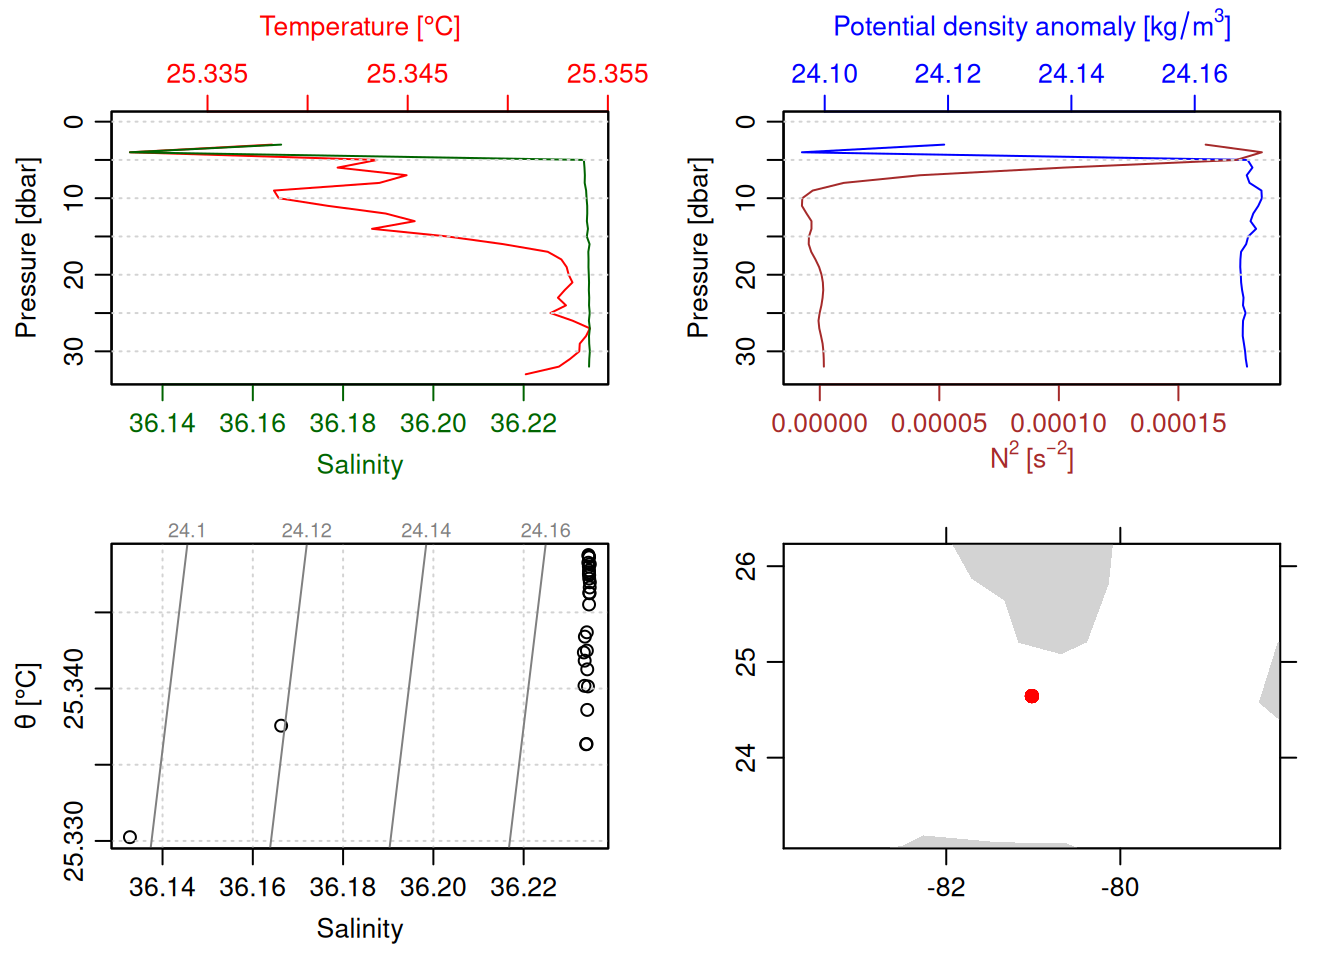 Temperature [°C]
25.335 25.345 25.355
0
10
20
30
Pressure [dbar]
36.14 36.16 36.18 36.20 36.22
Salinity
Potential density anomaly [kg/m³]
24.10 24.12 24.14 24.16
0
10
20
30
Pressure [dbar]
0.00000 0.00005 0.00010 0.00015
N² [s⁻²]
24.1 24.12 24.14 24.16
25.340
25.330
θ [°C]
36.14 36.16 36.18 36.20 36.22
Salinity
26
25
24
-82 -80